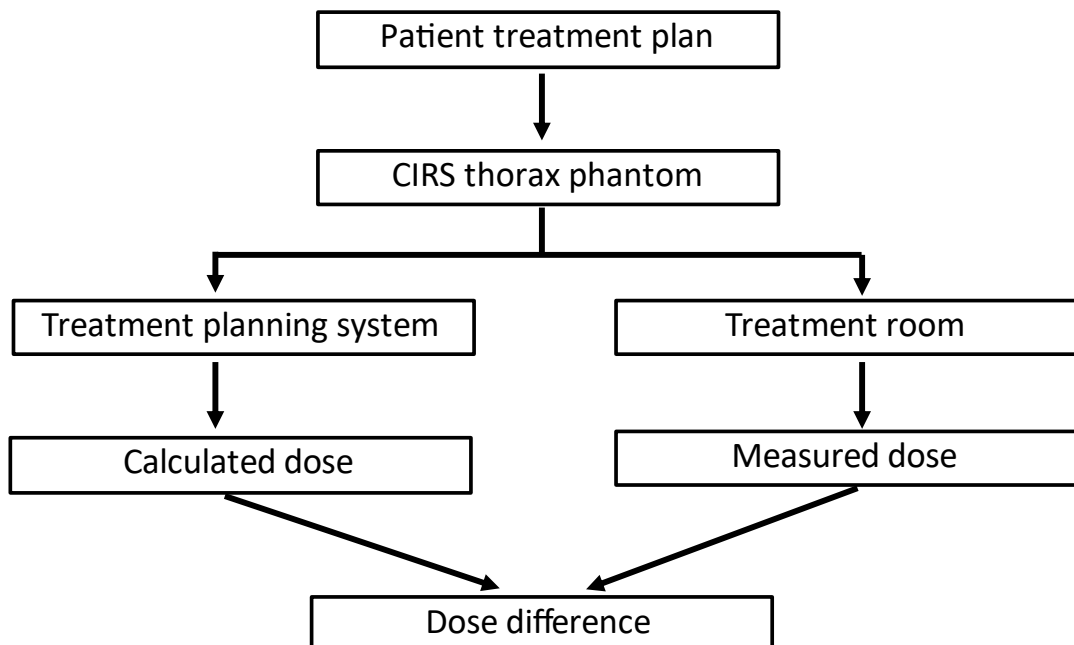 Patient treatment plan
CIRS thorax phantom
Treatment planning system
Treatment room
Calculated dose
Measured dose
Dose difference